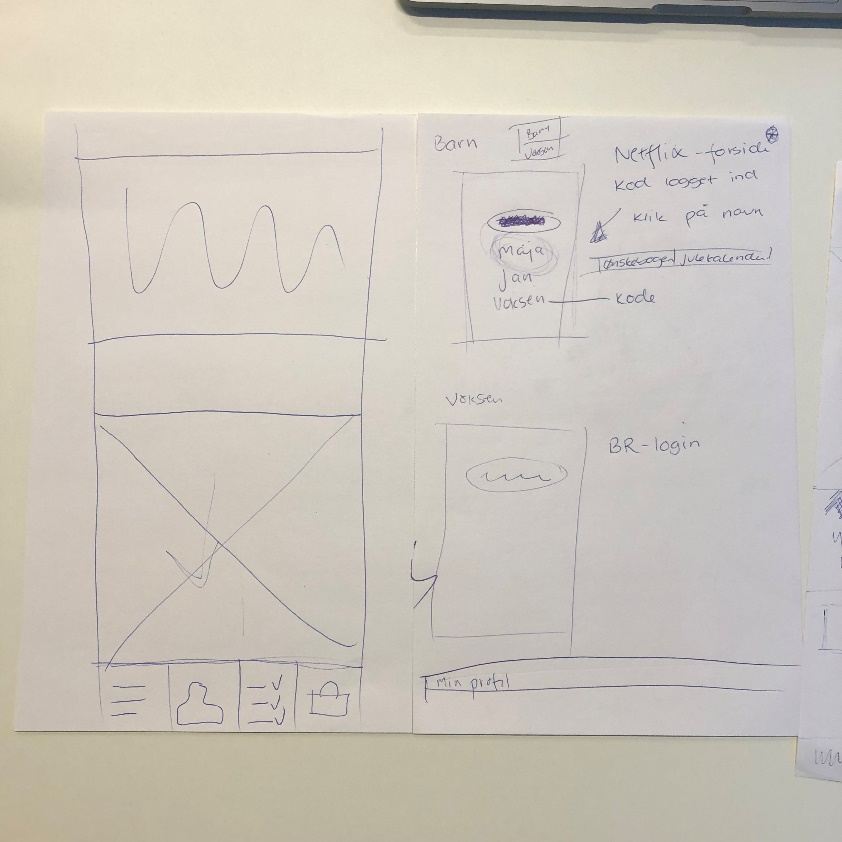 Barn
Barn
Voksen
Netflix-forside
Kod logget ind
Klik på navn
Maja
Jan
Voksen
Kode
Ønskebogen/julekalender/
Voksen
BR-login
Min profil